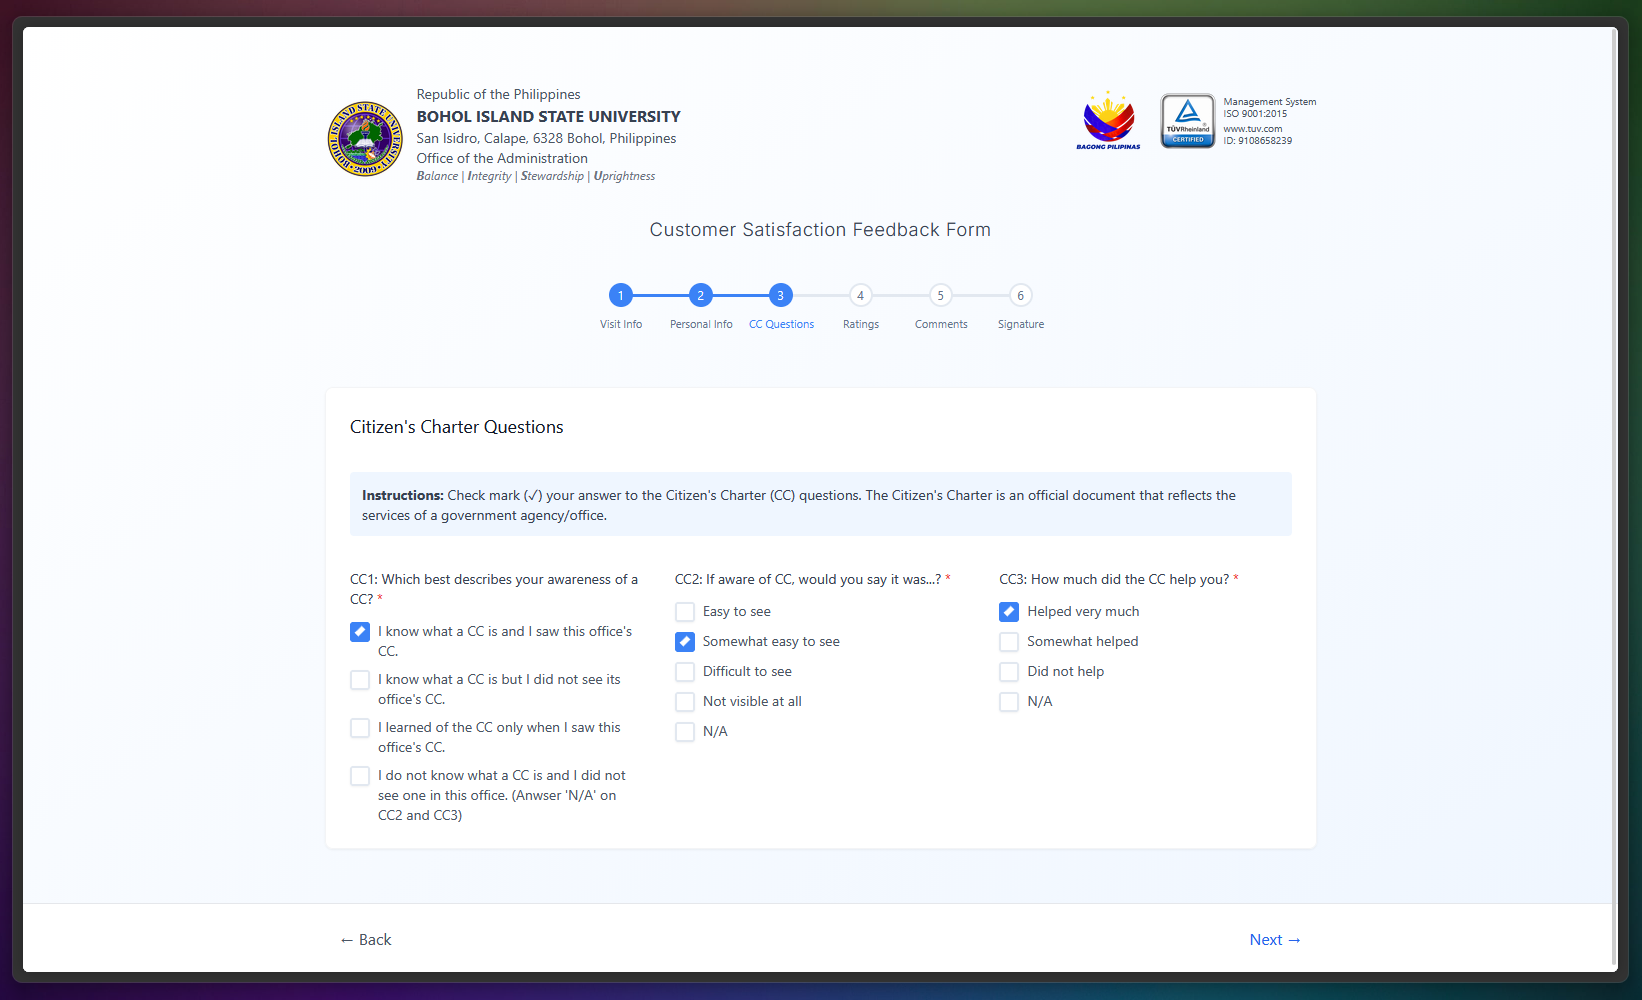 BOHOL ISLAND STATE UNIVERSITY
2009
Republic of the Philippines
BOHOL ISLAND STATE UNIVERSITY
San Isidro, Calape, 6328 Bohol, Philippines
Office of the Administration
Balance | Integrity | Stewardship | Uprightness
BAGONG PILIPINAS
TÜVRheinland®
CERTIFIED
Management System
ISO 9001:2015
www.tuv.com
ID: 9108658239
Customer Satisfaction Feedback Form
1 2 3 4 5 6
Visit Info Personal Info CC Questions Ratings Comments Signature
Citizen's Charter Questions
Instructions: Check mark (✓) your answer to the Citizen's Charter (CC) questions. The Citizen's Charter is an official document that reflects the
services of a government agency/office.
CC1: Which best describes your awareness of a
CC? *
I know what a CC is and I saw this office's
CC.
I know what a CC is but I did not see its
office's CC.
I learned of the CC only when I saw this
office's CC.
I do not know what a CC is and I did not
see one in this office. (Anwser 'N/A' on
CC2 and CC3)
CC2: If aware of CC, would you say it was...? *
Easy to see
Somewhat easy to see
Difficult to see
Not visible at all
N/A
CC3: How much did the CC help you? *
Helped very much
Somewhat helped
Did not help
N/A
← Back
Next →